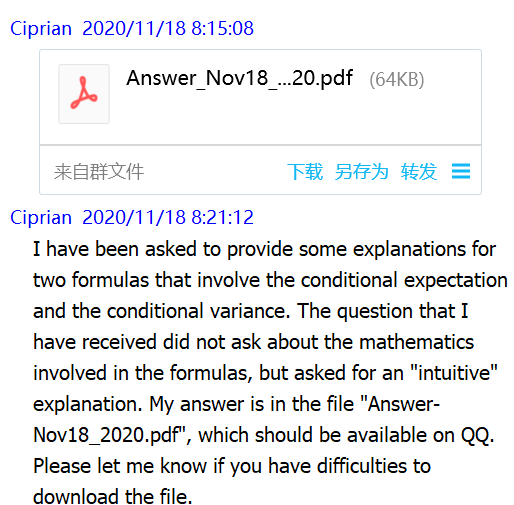 Ciprian 2020/11/18 8:15:08
Answer_Nov18_...20.pdf (64KB)
来自群文件 下载 另存为 转发
Ciprian 2020/11/18 8:21:12
I have been asked to provide some explanations for
two formulas that involve the conditional expectation
and the conditional variance. The question that I
have received did not ask about the mathematics
involved in the formulas, but asked for an "intuitive"
explanation. My answer is in the file "Answer-
Nov18_2020.pdf", which should be available on QQ.
Please let me know if you have difficulties to
download the file.